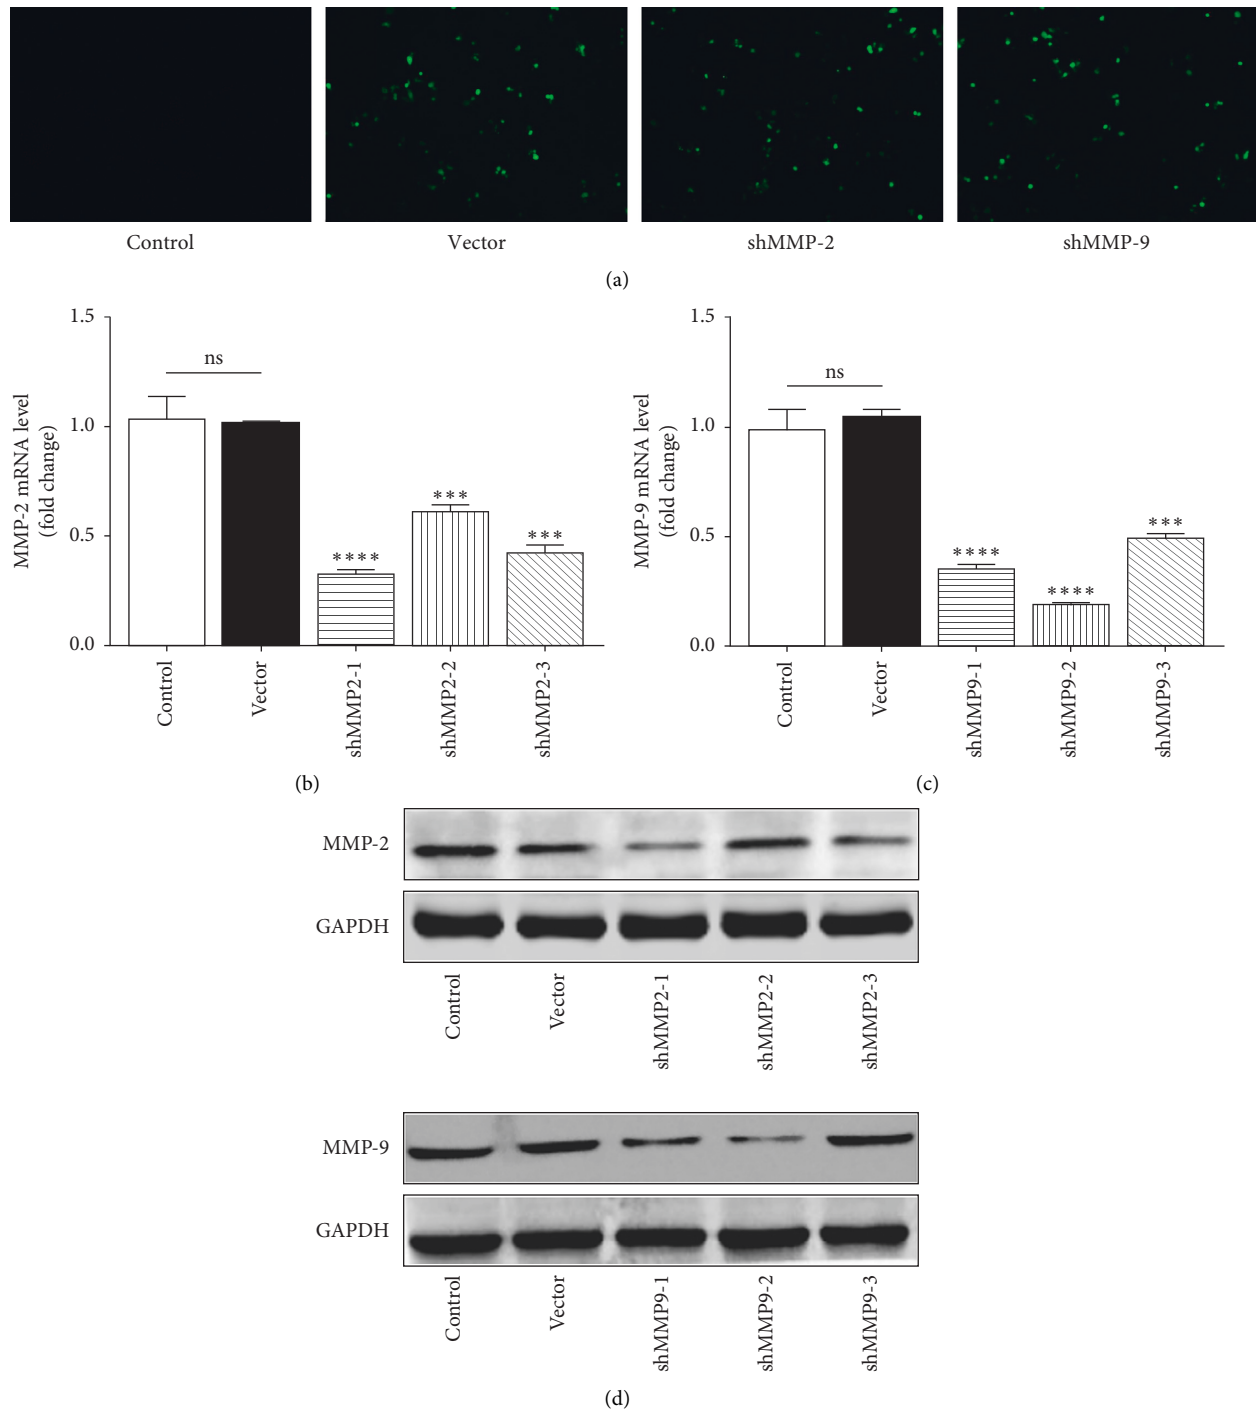 Control
Vector
shMMP-2
shMMP-9
(a)
MMP-2 mRNA level
(fold change)
1.5
1.0
0.5
0.0
ns
****
***
***
Control
Vector
shMMP2-1
shMMP2-2
shMMP2-3
(b)
MMP-9 mRNA level
(fold change)
1.5
1.0
0.5
0.0
ns
****
****
***
Control
Vector
shMMP9-1
shMMP9-2
shMMP9-3
(c)
MMP-2
GAPDH
Control
Vector
shMMP2-1
shMMP2-2
shMMP2-3
MMP-9
GAPDH
Control
Vector
shMMP9-1
shMMP9-2
shMMP9-3
(d)